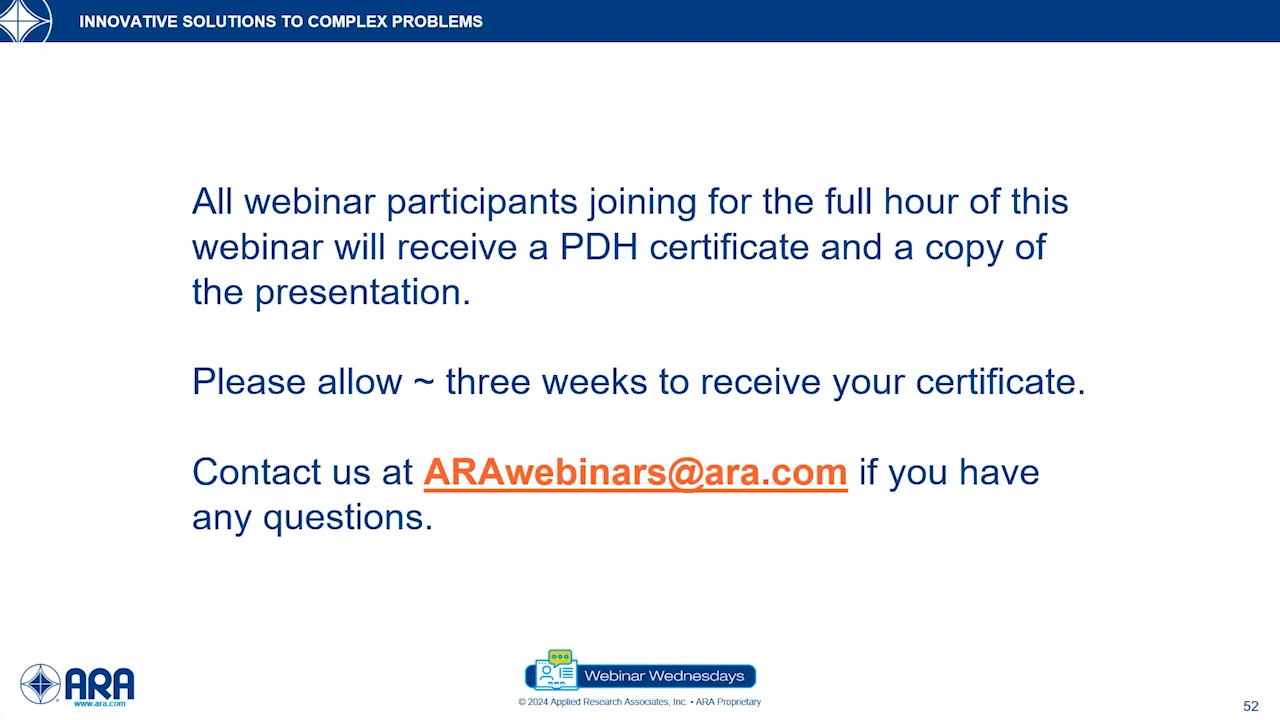 INNOVATIVE SOLUTIONS TO COMPLEX PROBLEMS
All webinar participants joining for the full hour of this
webinar will receive a PDH certificate and a copy of
the presentation.
Please allow ~ three weeks to receive your certificate.
Contact us at ARAwebinars@ara.com if you have
any questions.
ARA
www.ara.com
ARA
Webinar Wednesdays
© 2024 Applied Research Associates, Inc. • ARA Proprietary
52